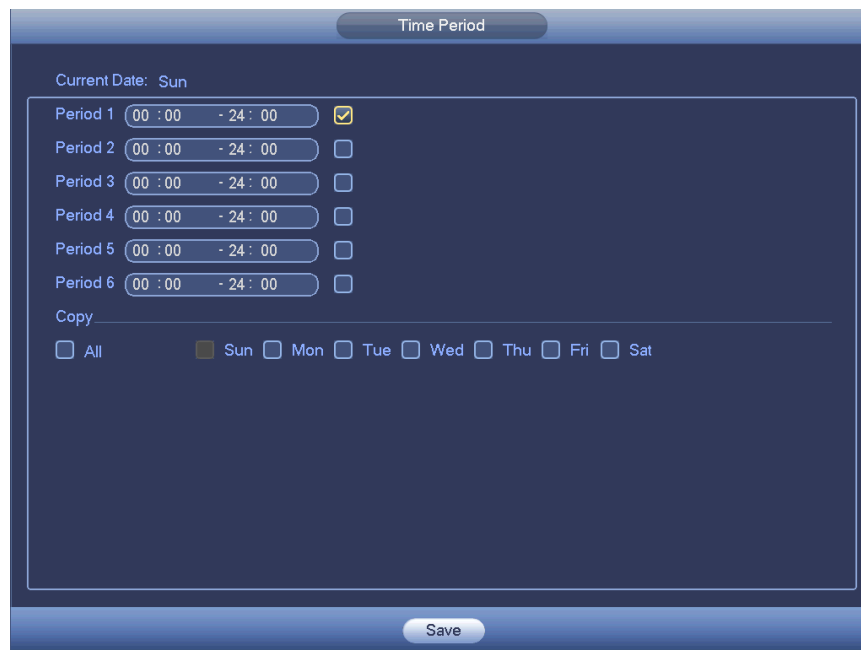 Time Period
Current Date: Sun
Period 1 00 :00 - 24 : 00
Period 2 00 :00 - 24 : 00
Period 3 00 :00 - 24 : 00
Period 4 00 :00 - 24 : 00
Period 5 00 :00 - 24 : 00
Period 6 00 :00 - 24 : 00
Copy
All Sun Mon Tue Wed Thu Fri Sat
Save